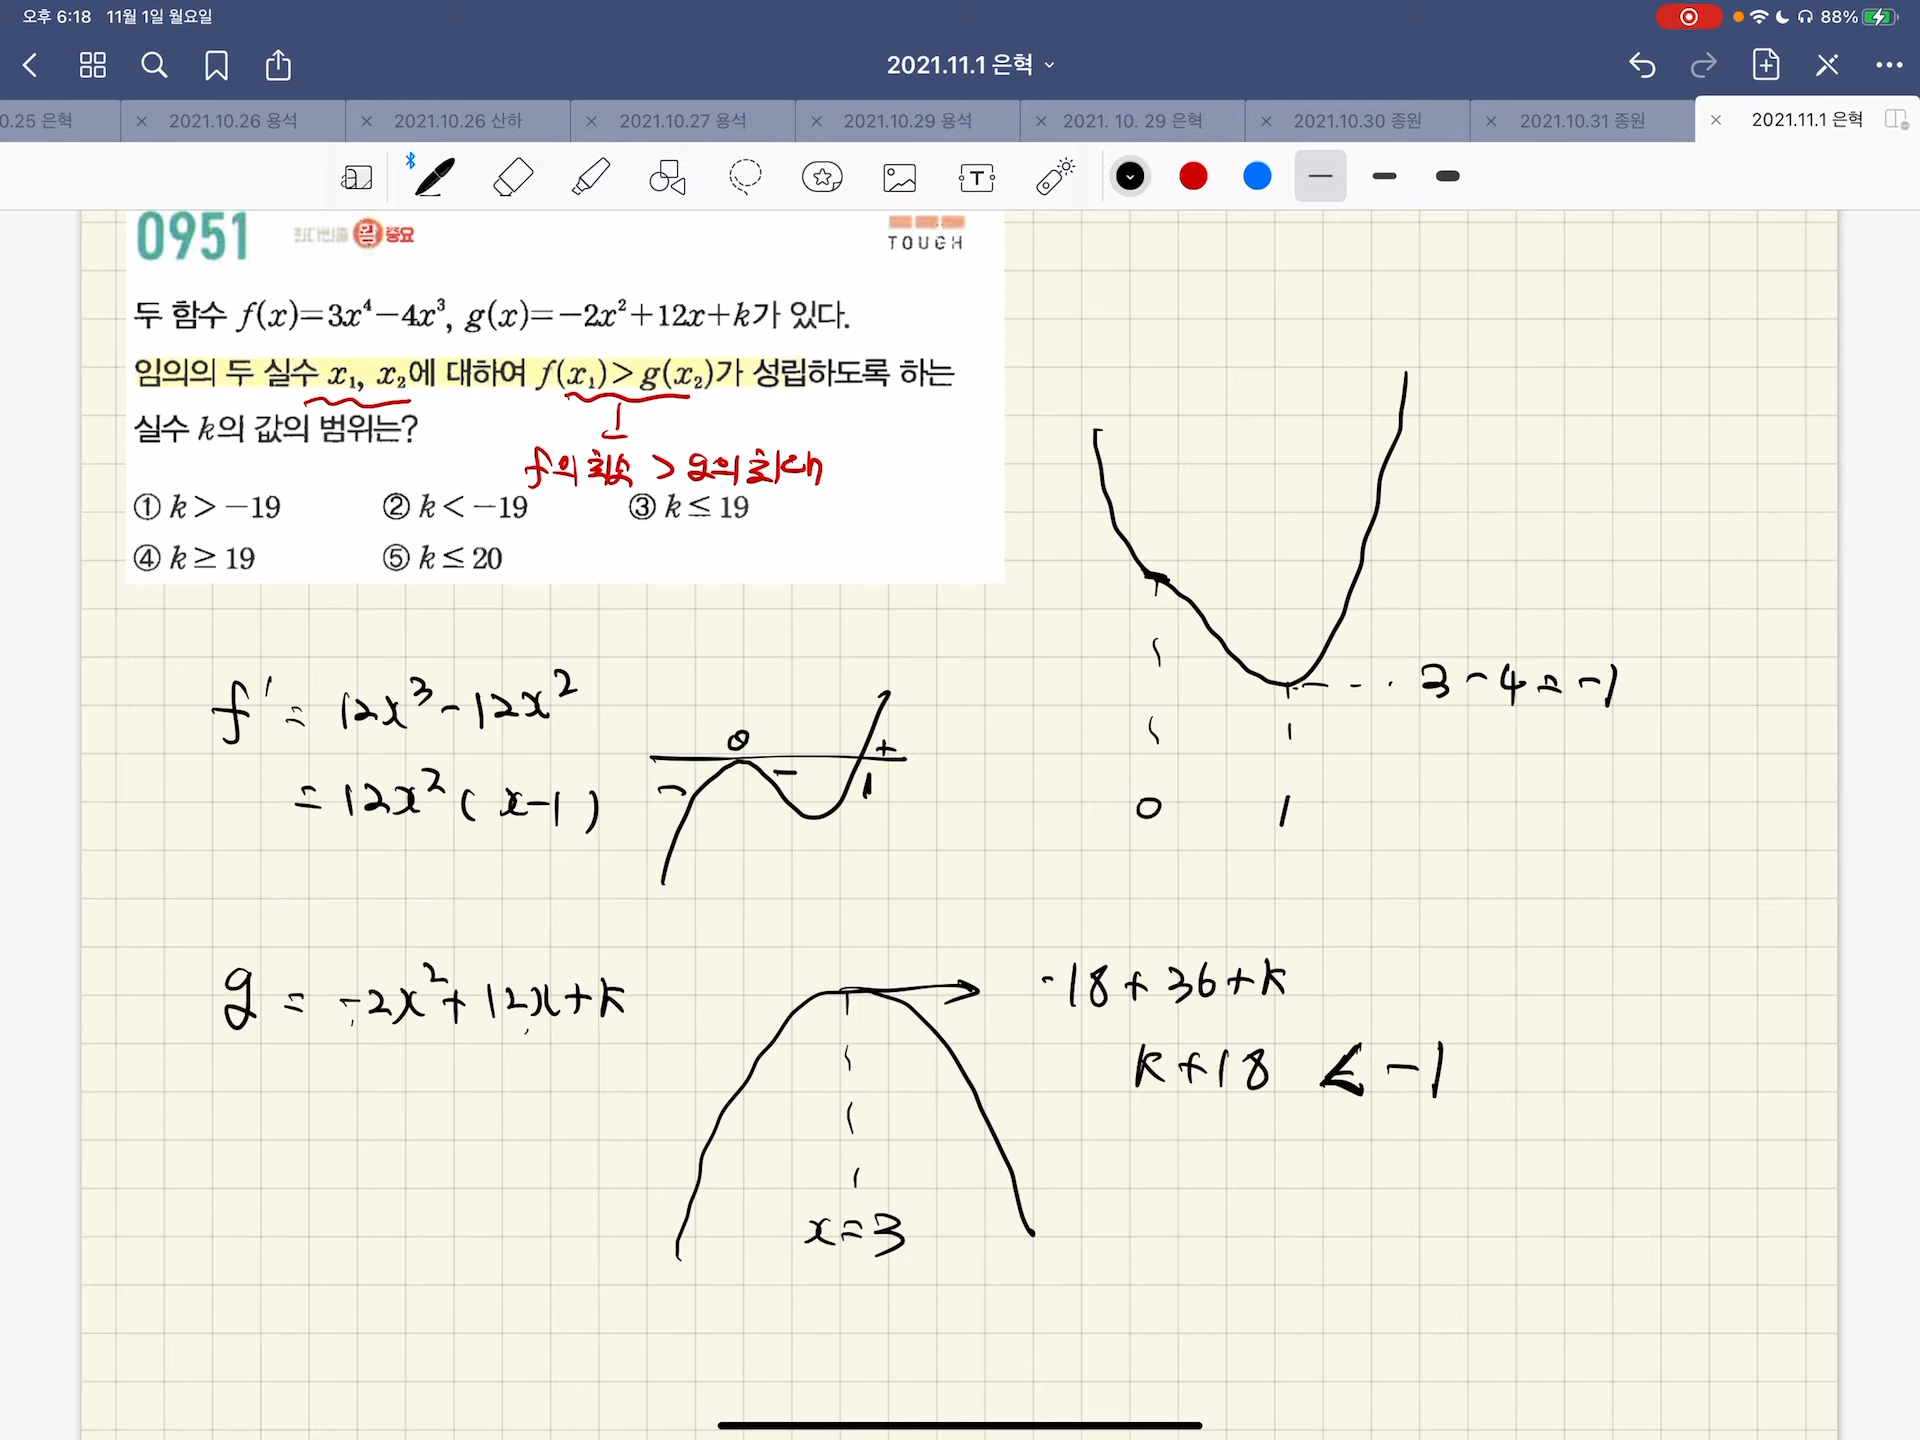 오후 6:18 11월 1일 월요일
88%
2021.11.1 은혁
0.25 은혁
2021.10.26 용석
2021.10.26 산하
2021.10.27 용석
2021.10.29 용석
2021. 10. 29 은혁
2021.10.30 종원
2021.10.31 종원
2021.11.1 은혁
0951 왕중요
TOUGH
두 함수 f(x)=3x⁴-4x³, g(x)=-2x²+12x+k가 있다.
임의의 두 실수 x₁, x₂에 대하여 f(x₁)>g(x₂)가 성립하도록 하는
실수 k의 값의 범위는?
f의 최소 > g의 최대
① k>-19 ② k<-19 ③ k≤19
④ k≥19 ⑤ k≤20
3-4=-1
0 1
f' = 12x³-12x²
= 12x²(x-1)
0 - + - 1
g = -2x²+12x+k
x=3
-18+36+k
k+18 < -1